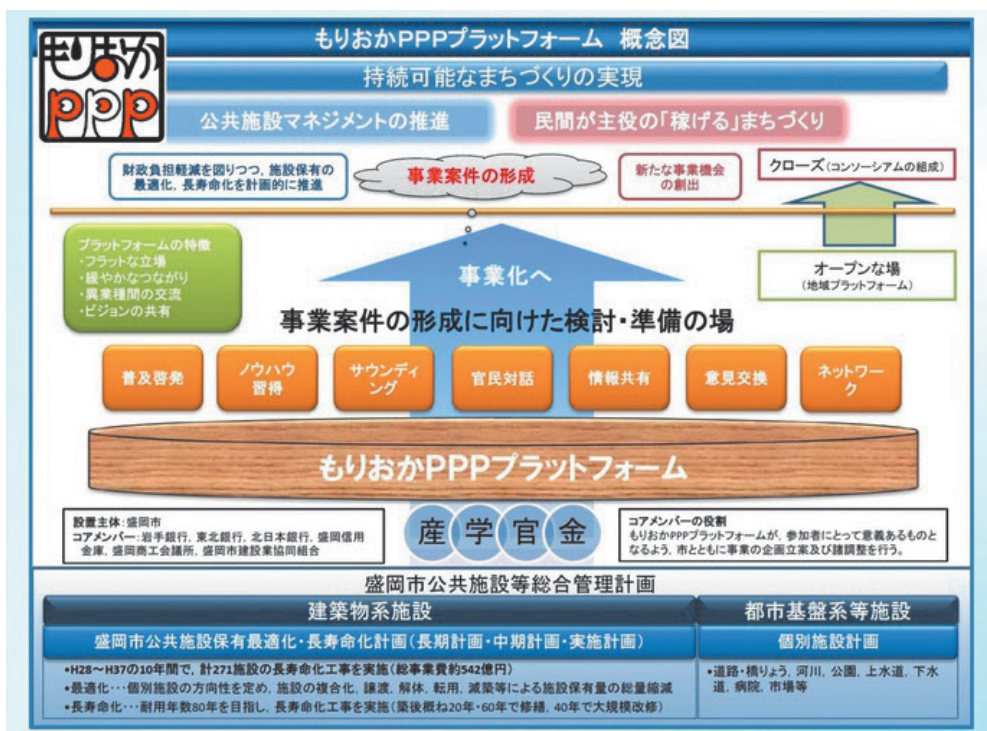 もりおかPPPプラットフォーム 概念図
もりおか
PPP
持続可能なまちづくりの実現
公共施設マネジメントの推進
民間が主役の「稼げる」まちづくり
財政負担軽減を図りつつ，施設保有の
最適化，長寿命化を計画的に推進
事業案件の形成
新たな事業機会
の創出
クローズ（コンソーシアムの組成）
プラットフォームの特徴
・フラットな立場
・緩やかなつながり
・異業種間の交流
・ビジョンの共有
事業化へ
オープンな場
（地域プラットフォーム）
事業案件の形成に向けた検討・準備の場
普及啓発
ノウハウ
習得
サウンディ
ング
官民対話
情報共有
意見交換
ネットワー
ク
もりおかPPPプラットフォーム
設置主体：盛岡市
コアメンバー：岩手銀行，東北銀行，北日本銀行，盛岡信用
金庫，盛岡商工会議所，盛岡市建設業協同組合
産 学 官 金
コアメンバーの役割
もりおかPPPプラットフォームが，参加者にとって意義あるものと
なるよう，市とともに事業の企画立案及び諸調整を行う。
盛岡市公共施設等総合管理計画
建築物系施設
都市基盤系等施設
盛岡市公共施設保有最適化・長寿命化計画（長期計画・中期計画・実施計画）
個別施設計画
•H28～H37の10年間で，計271施設の長寿命化工事を実施（総事業費約542億円）
•最適化･･･個別施設の方向性を定め，施設の複合化，譲渡，解体，転用，減築等による施設保有量の総量縮減
•長寿命化･･･耐用年数80年を目指し，長寿命化工事を実施（築後概ね20年・60年で修繕，40年で大規模改修）
•道路・橋りょう，河川，公園，上水道，下水
道，病院，市場等